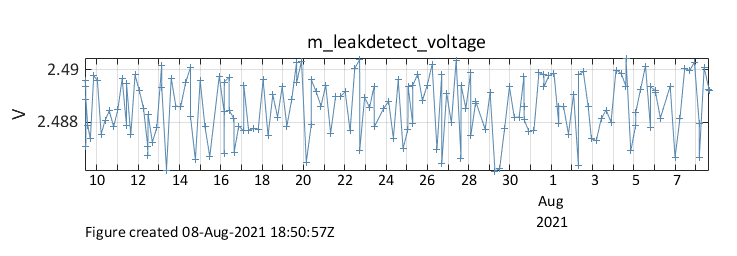 m_leakdetect_voltage
2.49
V
2.488
10 12 14 16 18 20 22 24 26 28 30 1 3 5 7
Aug
2021
Figure created 08-Aug-2021 18:50:57Z